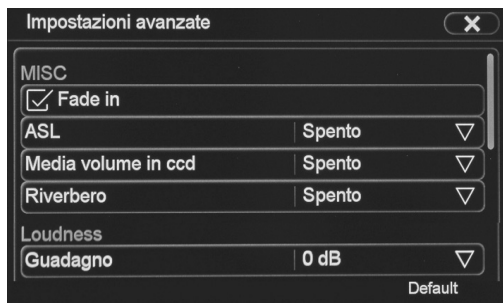 Impostazioni avanzate
MISC
Fade in
ASL Spento
Media volume in ccd Spento
Riverbero Spento
Loudness
Guadagno 0 dB
Default